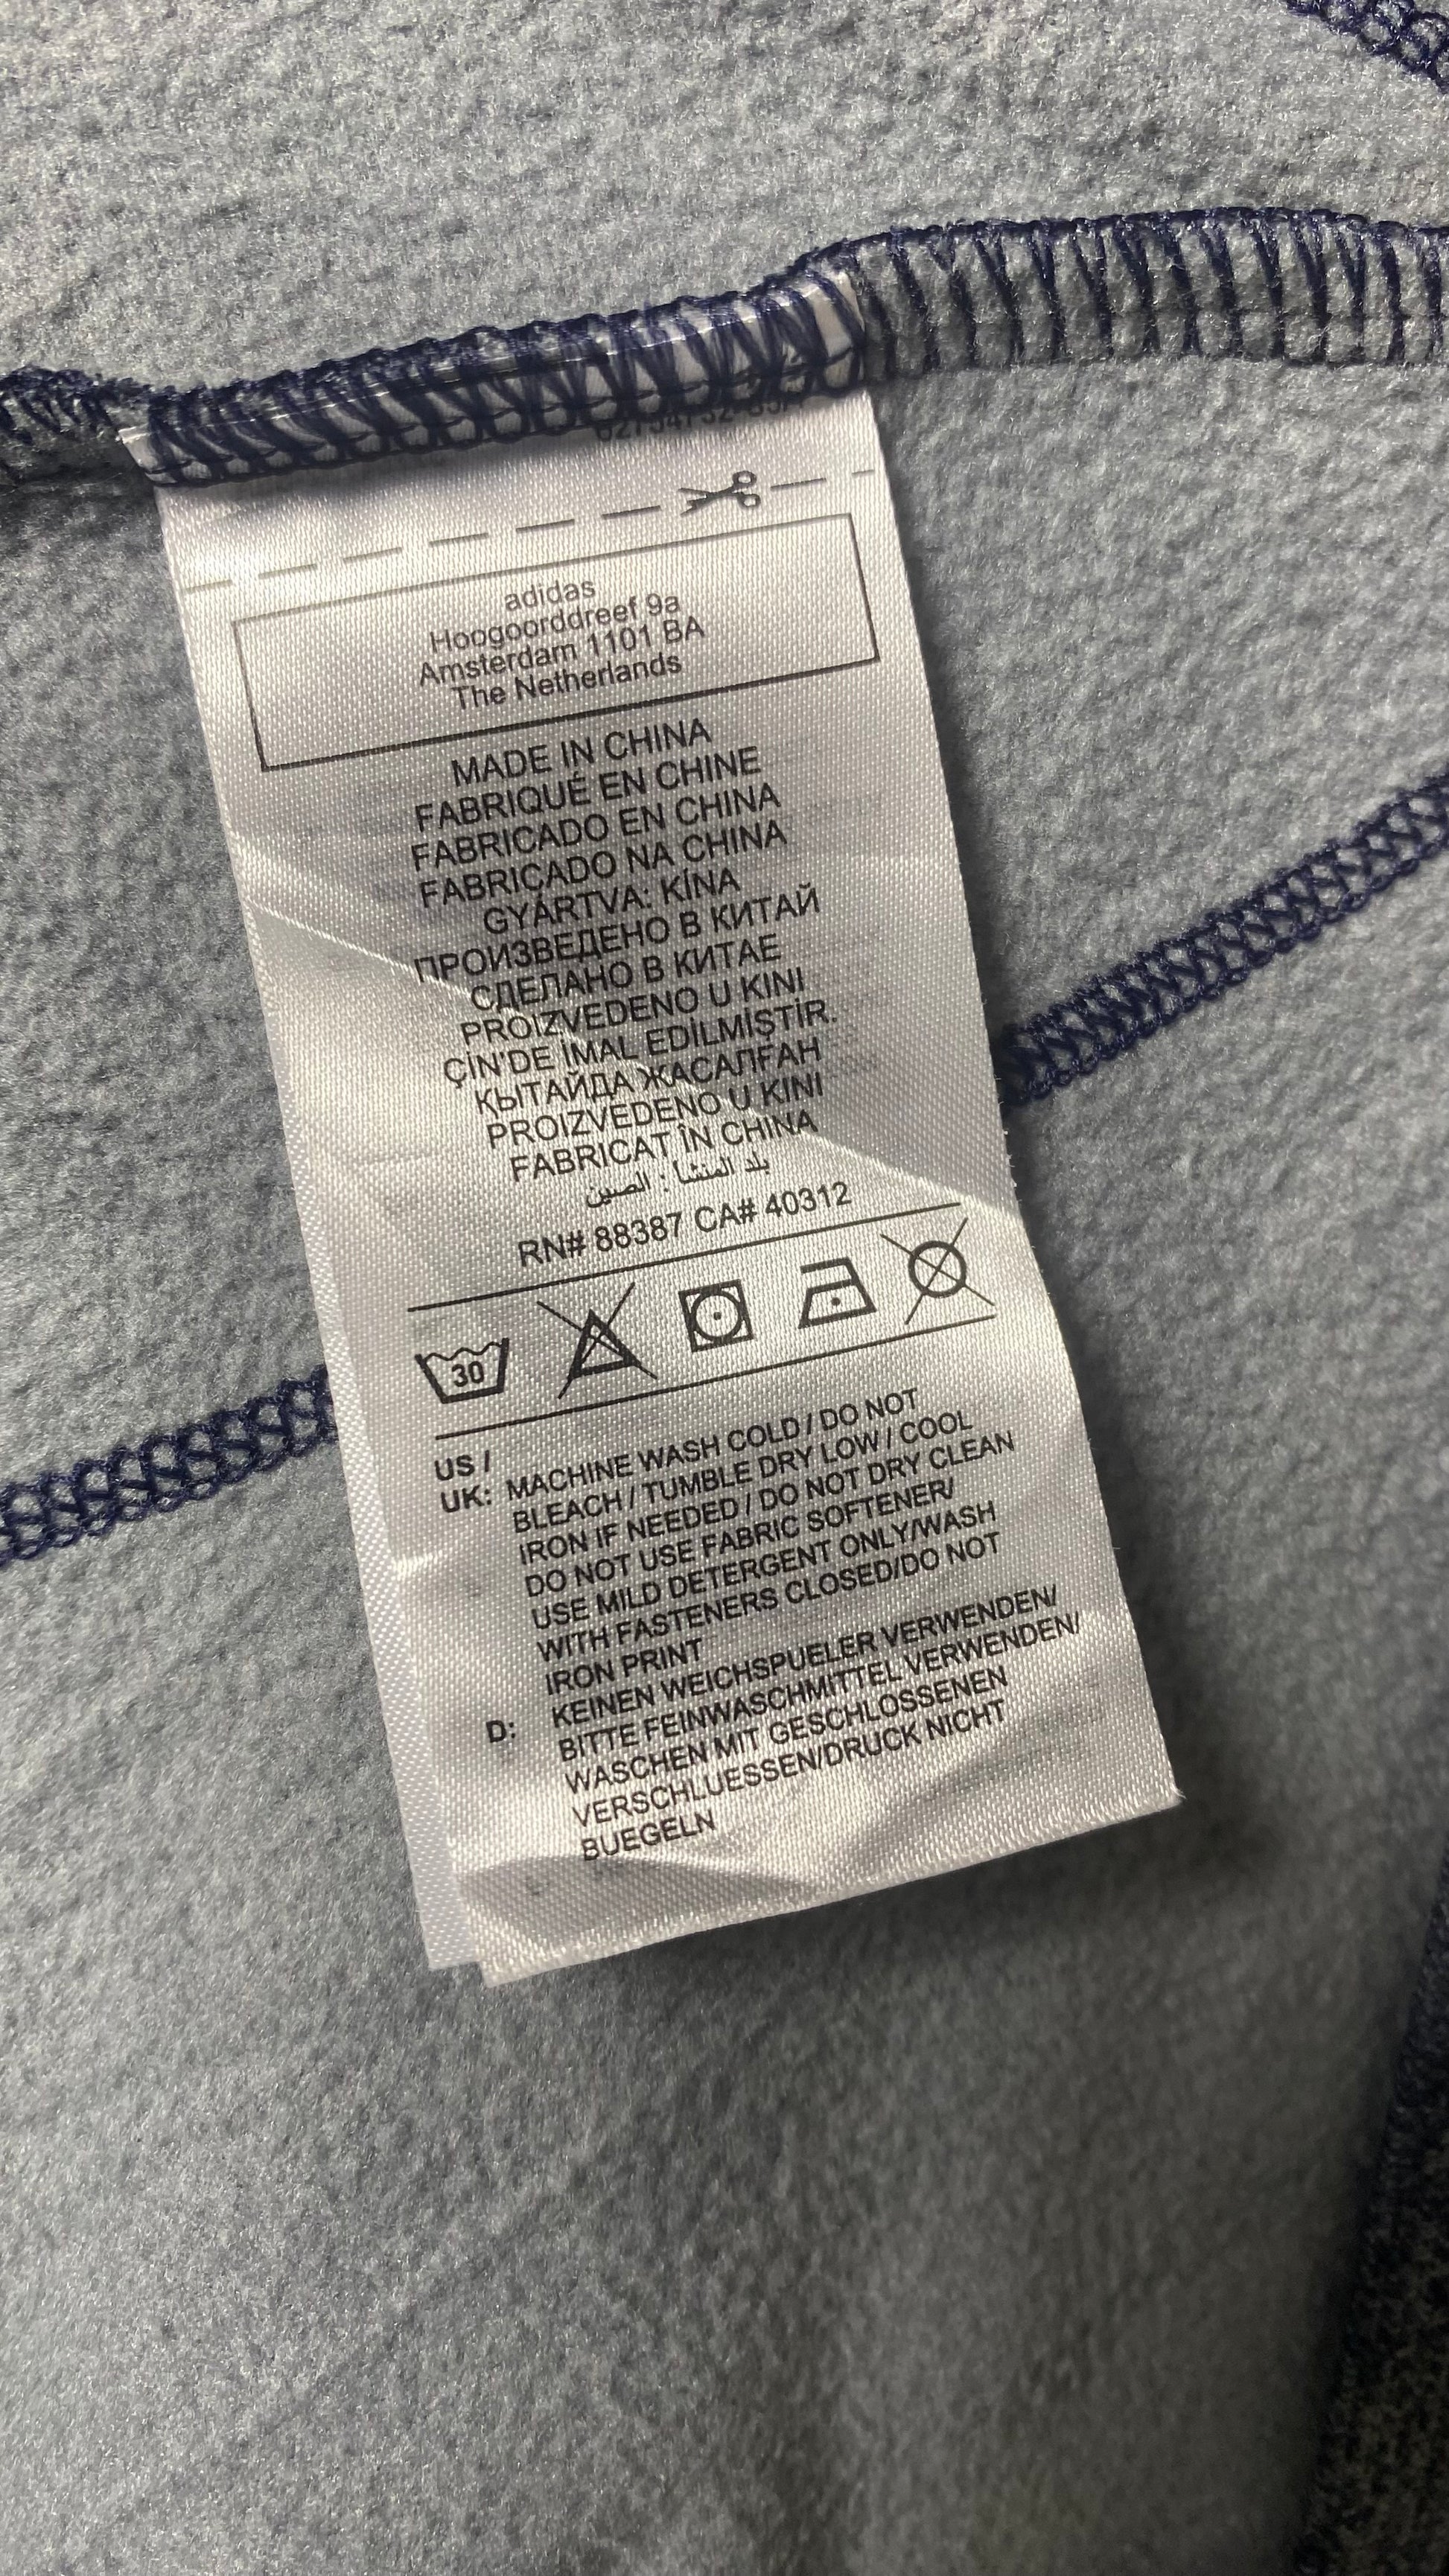 adidas
Hoogoorddreef 9a
Amsterdam 1101 BA
The Netherlands
MADE IN CHINA
FABRIQUÉ EN CHINE
FABRICADO EN CHINA
FABRICADO NA CHINA
GYÁRTVA: KÍNA
ПРОИЗВЕДЕНО В КИТАЙ
СДЕЛАНО В КИТАЕ
PROIZVEDENO U KINI
ÇİN'DE İMAL EDİLMİŞTİR.
ҚЫТАЙДА ЖАСАЛҒАН
PROIZVEDENO U KINI
FABRICAT ÎN CHINA
بلد المنشا : الصين
RN# 88387 CA# 40312
30
US /
UK: MACHINE WASH COLD / DO NOT
BLEACH / TUMBLE DRY LOW / COOL
IRON IF NEEDED / DO NOT DRY CLEAN
DO NOT USE FABRIC SOFTENER/
USE MILD DETERGENT ONLY/WASH
WITH FASTENERS CLOSED/DO NOT
IRON PRINT
D: KEINEN WEICHSPUELER VERWENDEN/
BITTE FEINWASCHMITTEL VERWENDEN/
WASCHEN MIT GESCHLOSSENEN
VERSCHLUESSEN/DRUCK NICHT
BUEGELN